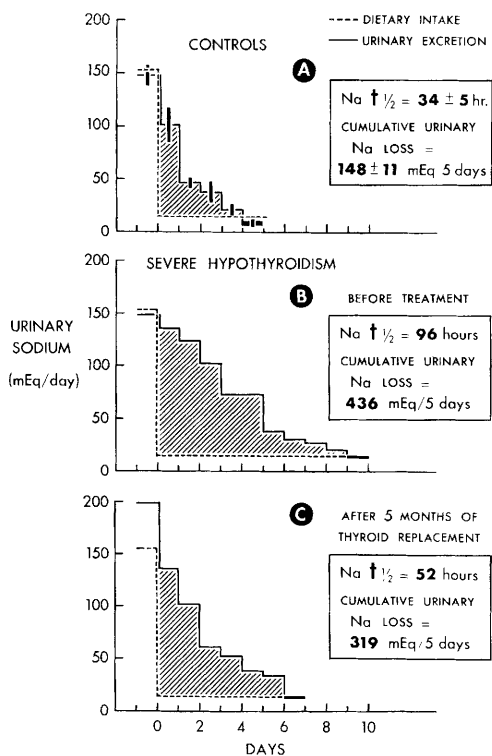 ---- DIETARY INTAKE
— URINARY EXCRETION
CONTROLS
A
200
150
100
50
0
Na t ½ = 34 ± 5 hr.
CUMULATIVE URINARY
Na LOSS =
148 ± 11 mEq 5 days
SEVERE HYPOTHYROIDISM
B
BEFORE TREATMENT
200
150
100
50
0
Na t ½ = 96 hours
CUMULATIVE URINARY
Na LOSS =
436 mEq/5 days
URINARY
SODIUM
(mEq/day)
C
AFTER 5 MONTHS OF
THYROID REPLACEMENT
200
150
100
50
Na t ½ = 52 hours
CUMULATIVE URINARY
Na LOSS =
319 mEq/5 days
0 2 4 6 8 10
DAYS